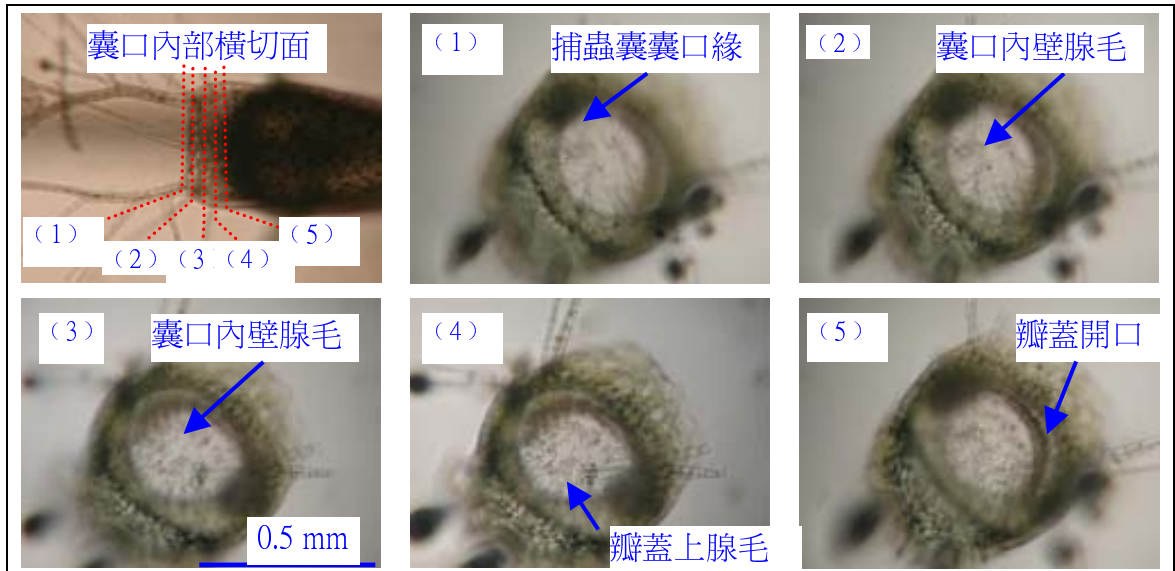 囊口內部橫切面
（1）
（2）
（3
（4）
（5）
（1）
捕蟲囊囊口緣
（2）
囊口內壁腺毛
（3）
囊口內壁腺毛
0.5 mm
（4）
瓣蓋上腺毛
（5）
瓣蓋開口